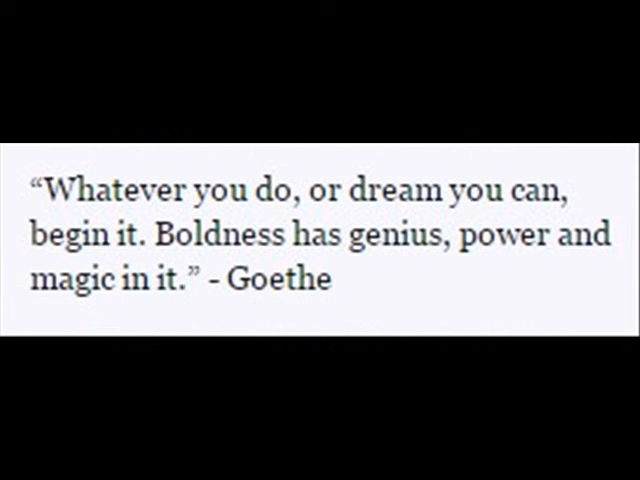 “Whatever you do, or dream you can,
begin it. Boldness has genius, power and
magic in it.” - Goethe